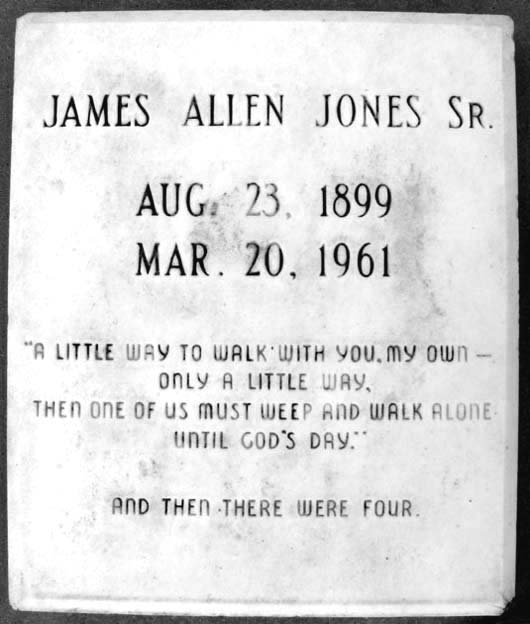 JAMES ALLEN JONES SR.
AUG. 23, 1899
MAR. 20, 1961
"A LITTLE WAY TO WALK WITH YOU, MY OWN —
ONLY A LITTLE WAY,
THEN ONE OF US MUST WEEP AND WALK ALONE
UNTIL GOD'S DAY."
AND THEN THERE WERE FOUR.